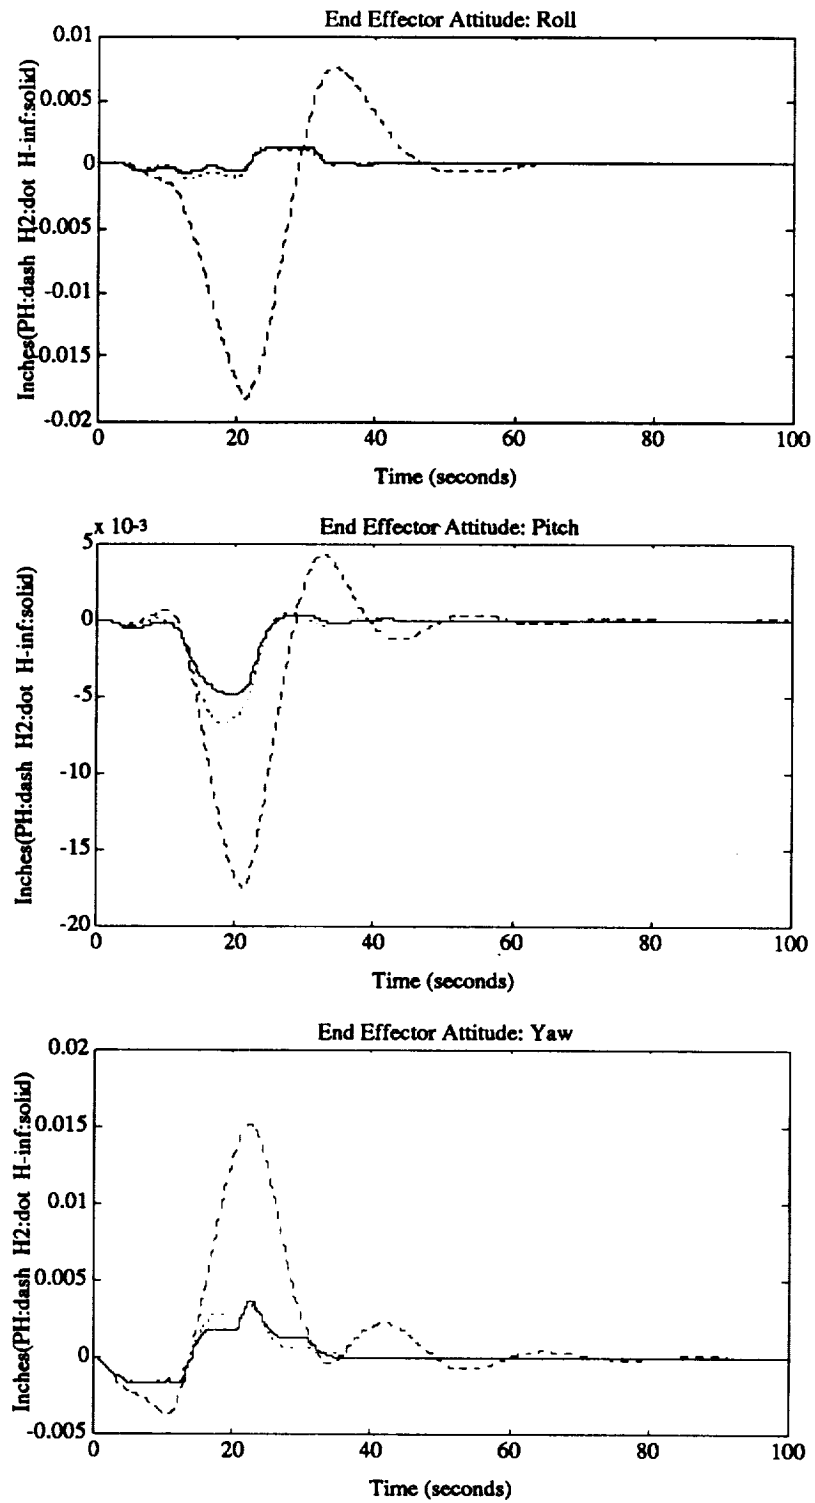 End Effector Attitude: Roll
Inches(PH:dash H2:dot H-inf:solid)
0.01
0.005
0
-0.005
-0.01
-0.015
-0.02
0 20 40 60 80 100
Time (seconds)
x 10-3
End Effector Attitude: Pitch
Inches(PH:dash H2:dot H-inf:solid)
5
0
-5
-10
-15
-20
0 20 40 60 80 100
Time (seconds)
End Effector Attitude: Yaw
Inches(PH:dash H2:dot H-inf:solid)
0.02
0.015
0.01
0.005
0
-0.005
0 20 40 60 80 100
Time (seconds)